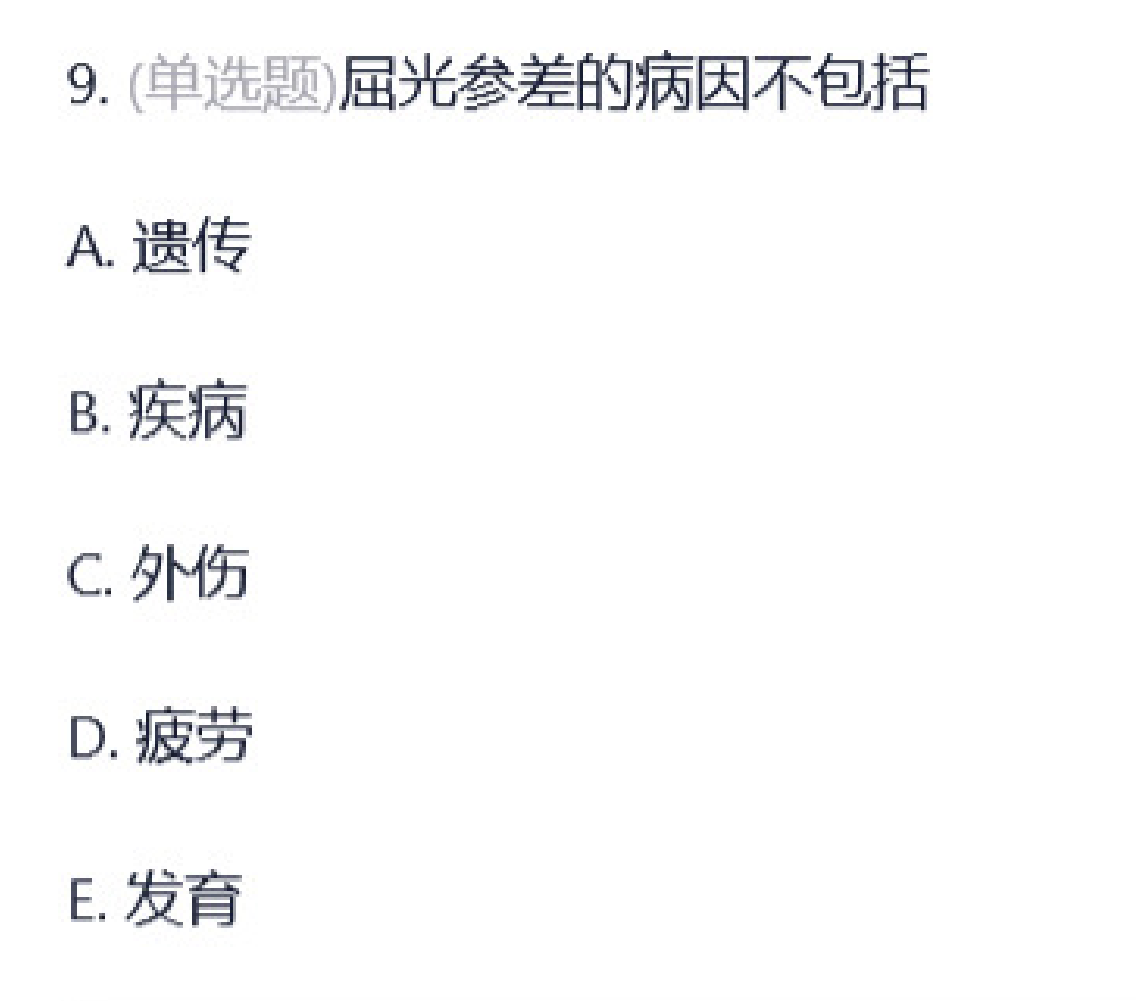 9. (单选题)屈光参差的病因不包括
A. 遗传
B. 疾病
C. 外伤
D. 疲劳
E. 发育